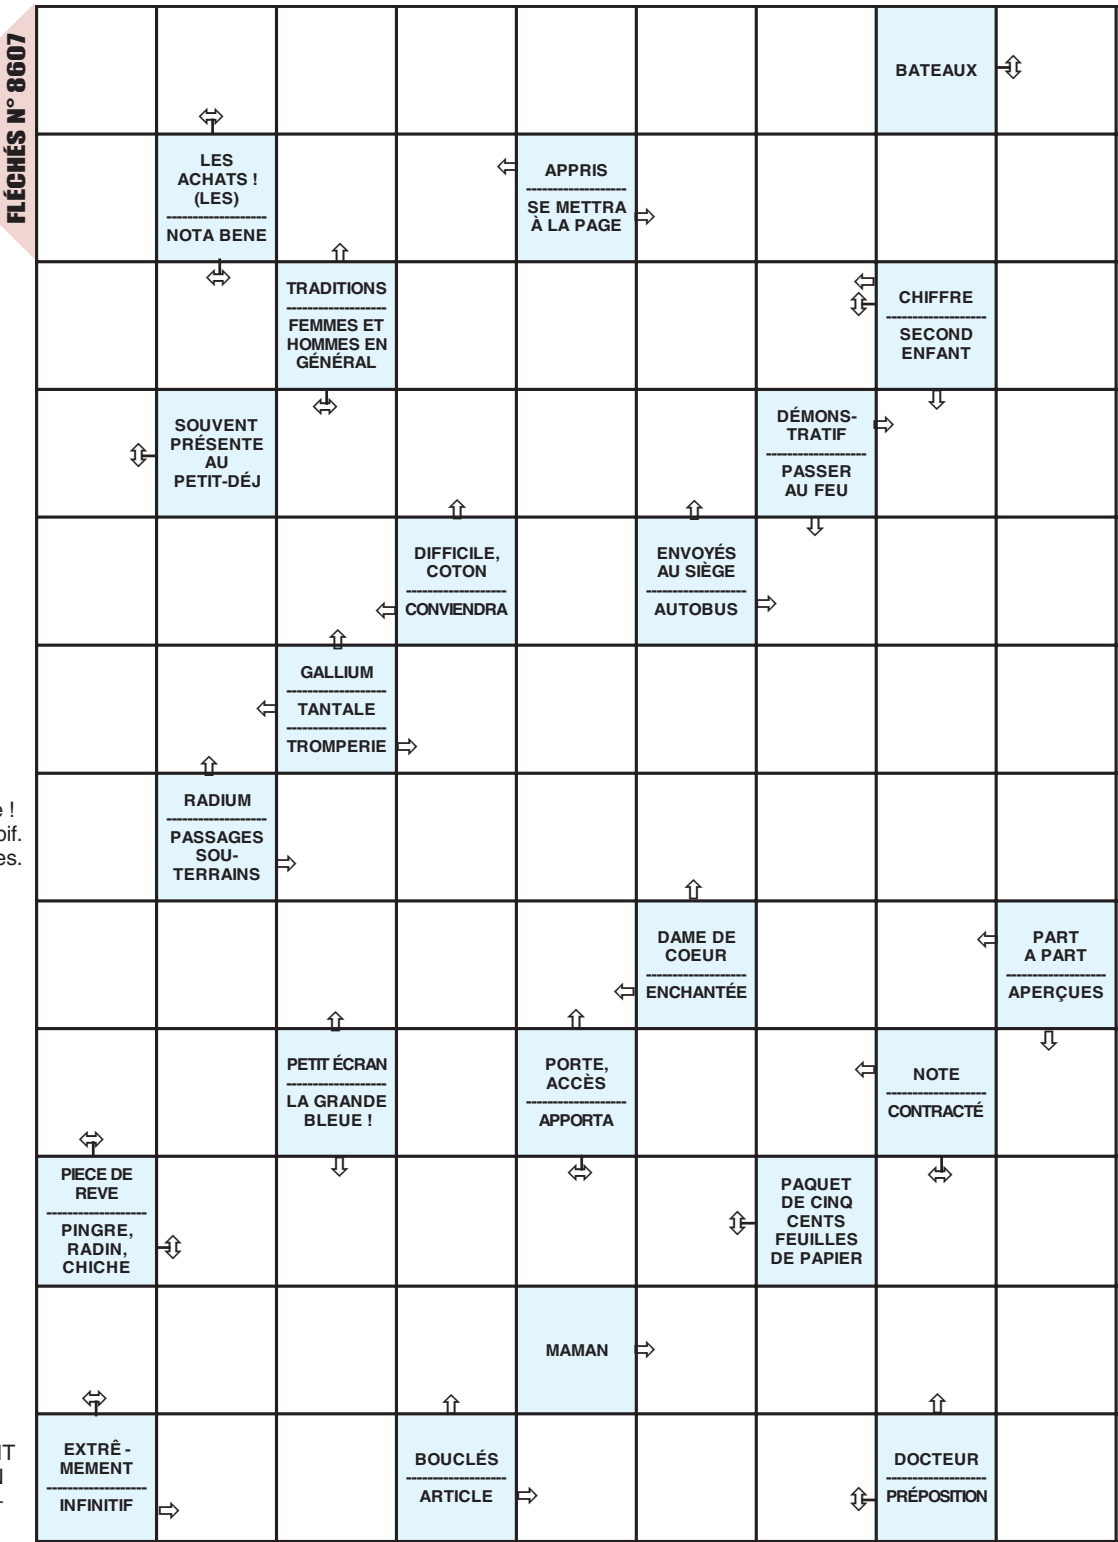 FLÉCHÉS N° 8607
BATEAUX
LES
ACHATS !
(LES)
NOTA BENE
APPRIS
SE METTRA
À LA PAGE
TRADITIONS
FEMMES ET
HOMMES EN
GÉNÉRAL
CHIFFRE
SECOND
ENFANT
SOUVENT
PRÉSENTE
AU
PETIT-DÉJ
DÉMONS-
TRATIF
PASSER
AU FEU
DIFFICILE,
COTON
CONVIENDRA
ENVOYÉS
AU SIÈGE
AUTOBUS
GALLIUM
TANTALE
TROMPERIE
RADIUM
PASSAGES
SOU-
TERRAINS
e !
oif.
es.
DAME DE
COEUR
ENCHANTÉE
PART
A PART
APERÇUES
PETIT ÉCRAN
LA GRANDE
BLEUE !
PORTE,
ACCÈS
APPORTA
NOTE
CONTRACTÉ
PIECE DE
REVE
PINGRE,
RADIN,
CHICHE
PAQUET
DE CINQ
CENTS
FEUILLES
DE PAPIER
MAMAN
EXTRÊ-
MEMENT
INFINITIF
BOUCLÉS
ARTICLE
DOCTEUR
PRÉPOSITION